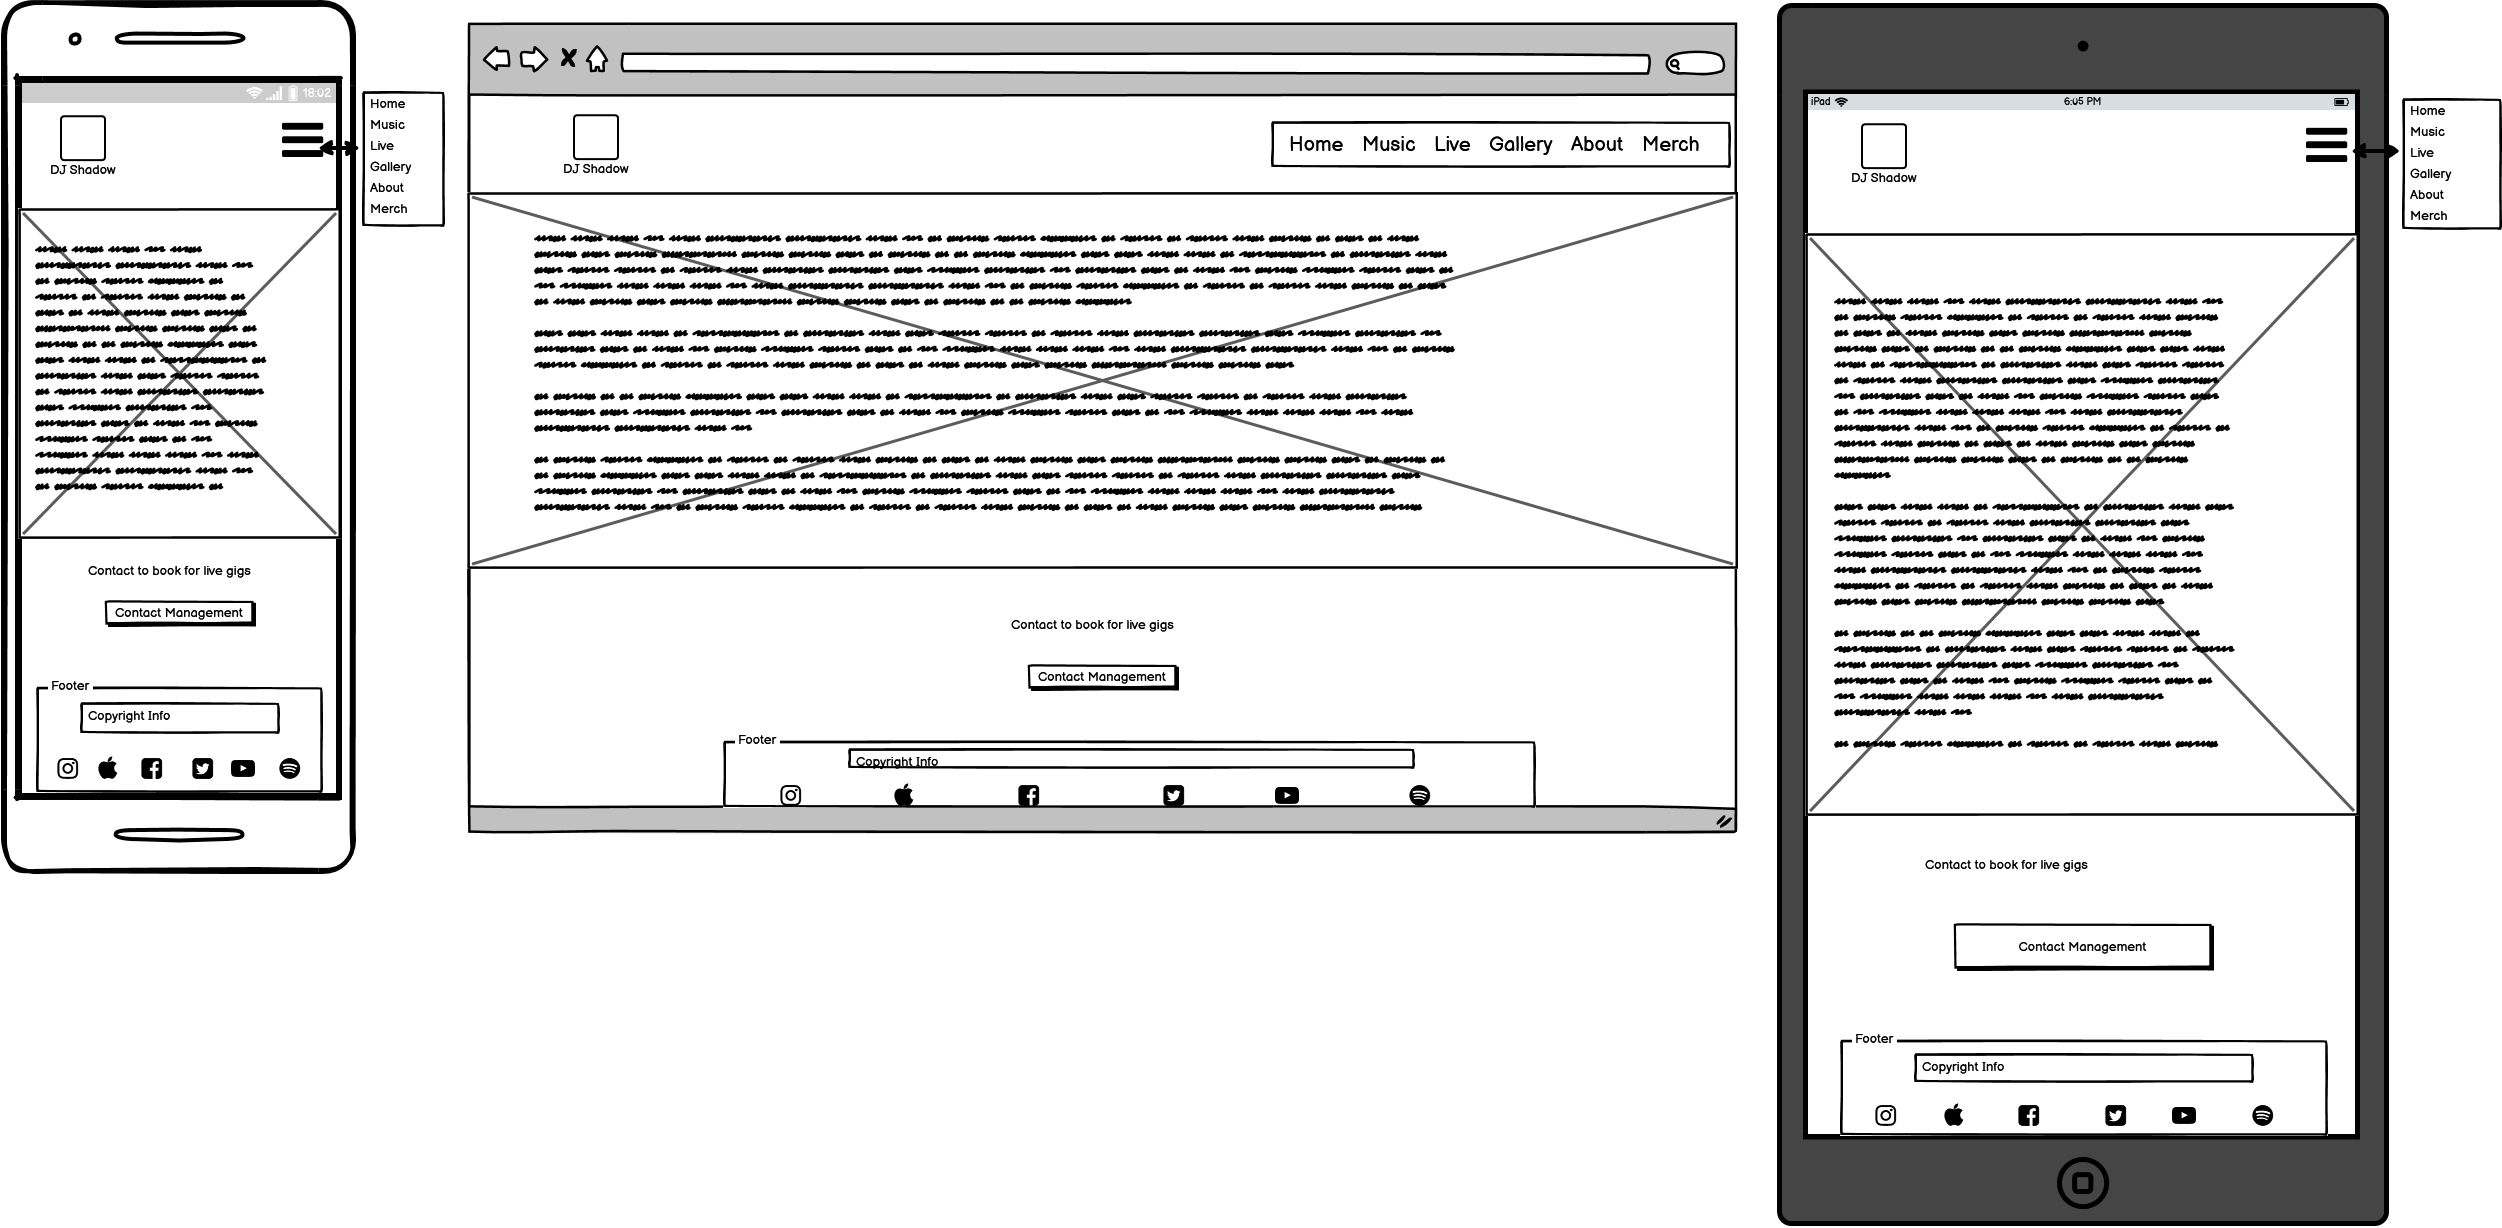 18:02
DJ Shadow
Home
Music
Live
Gallery
About
Merch
Contact to book for live gigs
Contact Management
Footer
Copyright Info
DJ Shadow
Home Music Live Gallery About Merch
Contact to book for live gigs
Contact Management
Footer
Copyright Info
iPad 6:05 PM
DJ Shadow
Home
Music
Live
Gallery
About
Merch
Contact to book for live gigs
Contact Management
Footer
Copyright Info